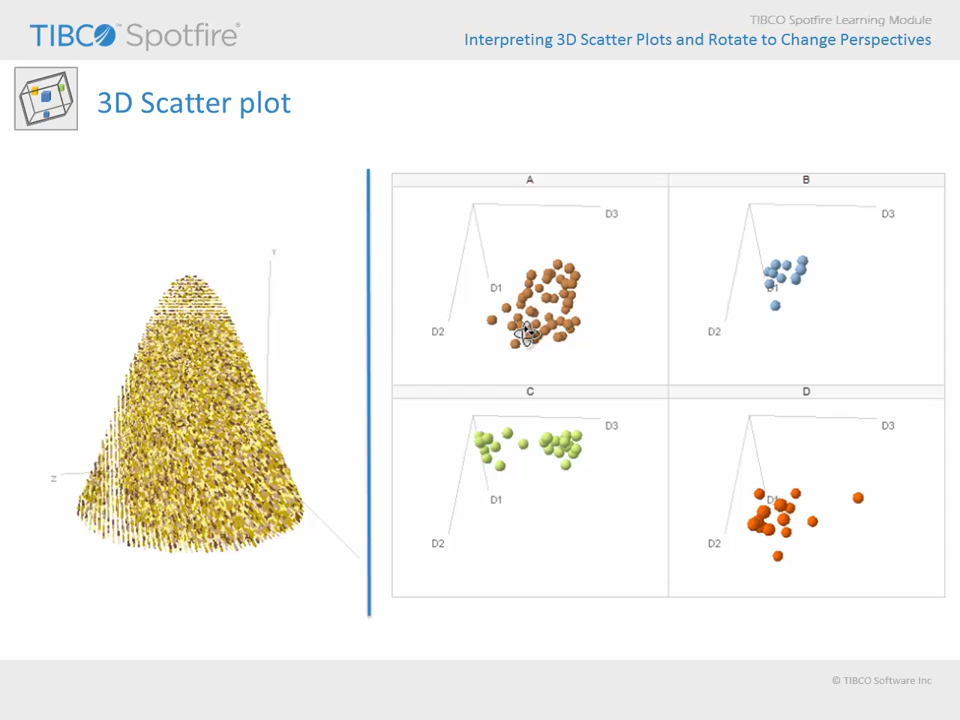 TIBCO™ Spotfire®
TIBCO Spotfire Learning Module
Interpreting 3D Scatter Plots and Rotate to Change Perspectives
3D Scatter plot
Y
Z
A
B
D3
D1
D2
D3
D1
D2
C
D
D3
D1
D2
D3
D1
D2
© TIBCO Software Inc